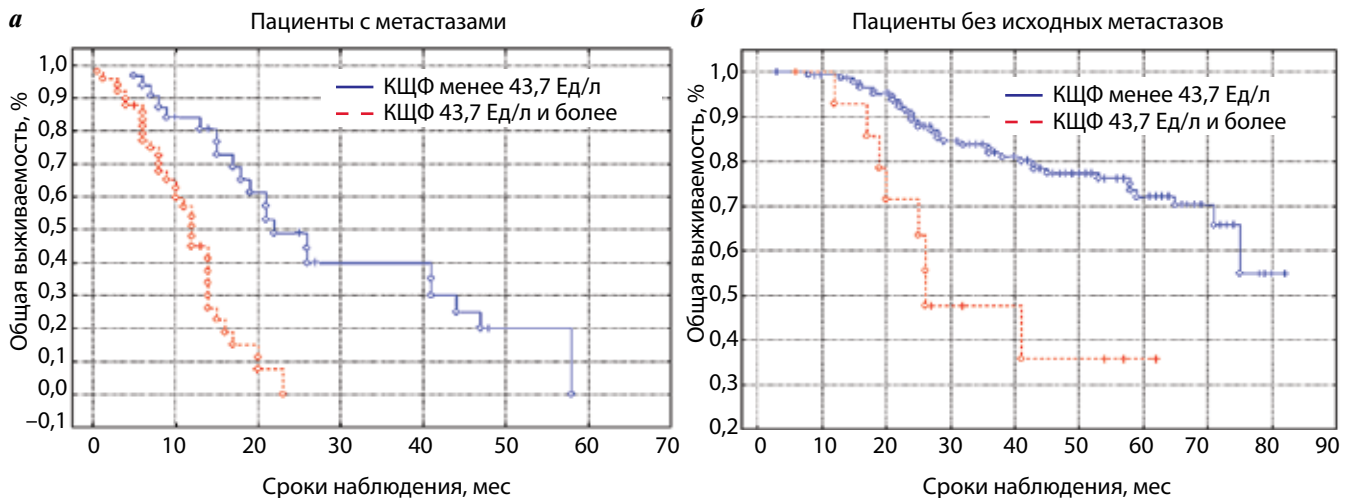 а
Пациенты с метастазами
Общая выживаемость, %
1,0
0,9
0,8
0,7
0,6
0,5
0,4
0,3
0,2
0,1
0,0
–0,1
КЩФ менее 43,7 Ед/л
КЩФ 43,7 Ед/л и более
0 10 20 30 40 50 60 70
Сроки наблюдения, мес
б
Пациенты без исходных метастазов
Общая выживаемость, %
1,0
0,9
0,8
0,7
0,6
0,5
0,4
0,3
0,2
КЩФ менее 43,7 Ед/л
КЩФ 43,7 Ед/л и более
0 10 20 30 40 50 60 70 80 90
Сроки наблюдения, мес